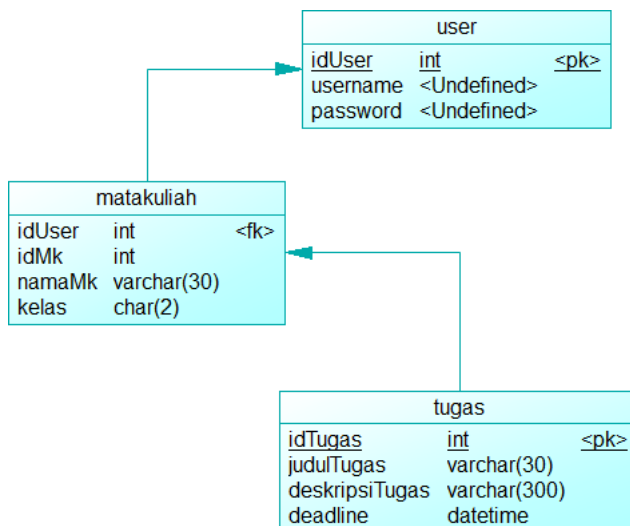 user
idUser int <pk>
username <Undefined>
password <Undefined>
matakuliah
idUser int <fk>
idMk int
namaMk varchar(30)
kelas char(2)
tugas
idTugas int <pk>
judulTugas varchar(30)
deskripsiTugas varchar(300)
deadline datetime